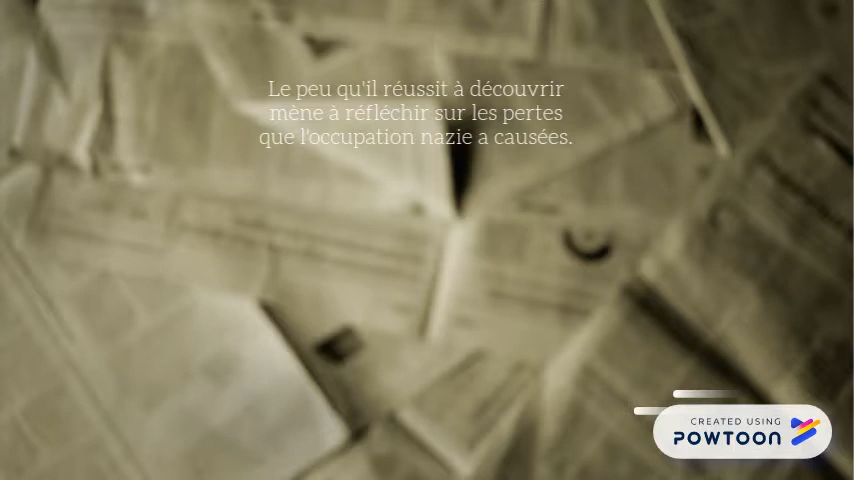 Le peu qu'il réussit à découvrir
mène à réfléchir sur les pertes
que l'occupation nazie a causées.
CREATED USING
POWTOON